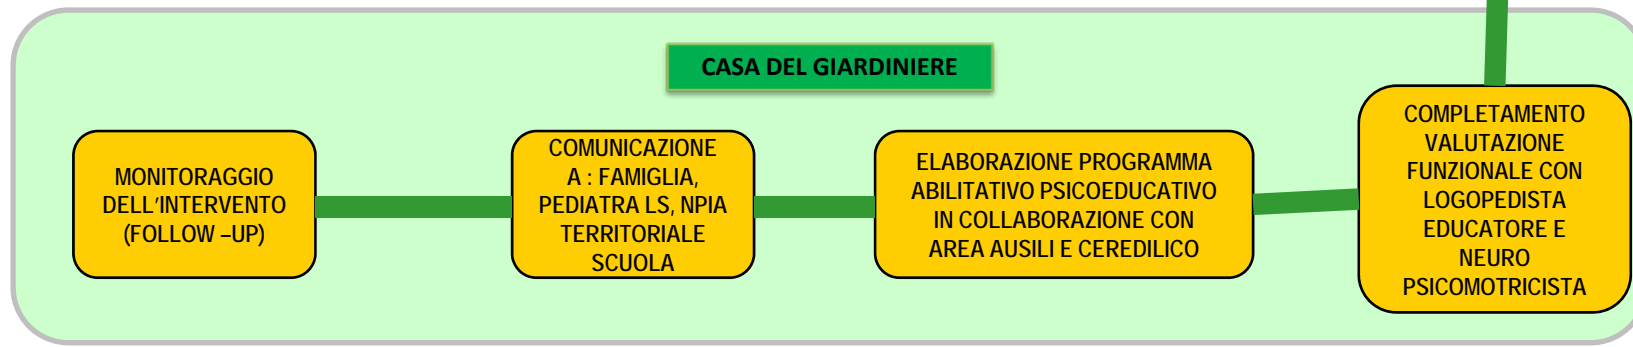 CASA DEL GIARDINIERE
MONITORAGGIO
DELL’INTERVENTO
(FOLLOW –UP)
COMUNICAZIONE
A : FAMIGLIA,
PEDIATRA LS, NPIA
TERRITORIALE
SCUOLA
ELABORAZIONE PROGRAMMA
ABILITATIVO PSICOEDUCATIVO
IN COLLABORAZIONE CON
AREA AUSILI E CEREDILICO
COMPLETAMENTO
VALUTAZIONE
FUNZIONALE CON
LOGOPEDISTA
EDUCATORE E
NEURO
PSICOMOTRICISTA